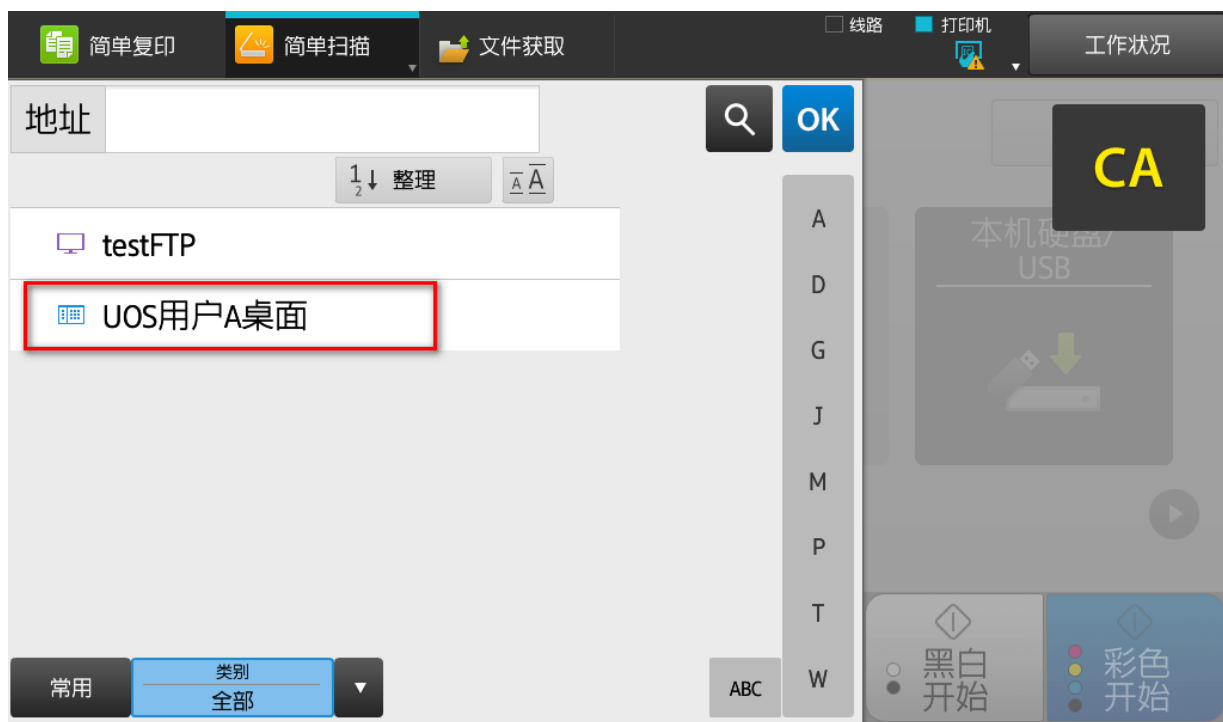 简单复印
简单扫描
文件获取
线路
打印机
工作状况
地址
OK
CA
1
2
整理
A A
testFTP
UOS用户A桌面
A
D
G
J
M
P
T
W
本机硬盘/
USB
常用
类别
全部
ABC
黑白
开始
彩色
开始